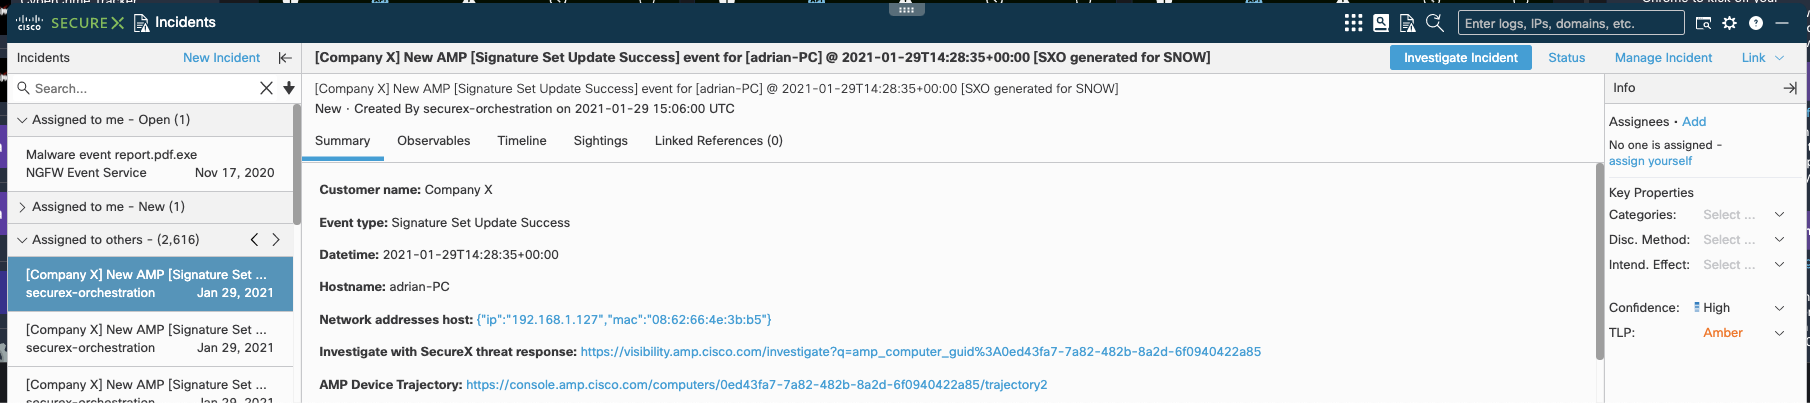 CISCO SECUREX Incidents
Enter logs, IPs, domains, etc.
Incidents New Incident
Search...
Assigned to me - Open (1)
Malware event report.pdf.exe
NGFW Event Service Nov 17, 2020
Assigned to me - New (1)
Assigned to others - (2,616)
[Company X] New AMP [Signature Set ...
securex-orchestration Jan 29, 2021
[Company X] New AMP [Signature Set ...
securex-orchestration Jan 29, 2021
[Company X] New AMP [Signature Set ...
securex-orchestration Jan 29, 2021
[Company X] New AMP [Signature Set Update Success] event for [adrian-PC] @ 2021-01-29T14:28:35+00:00 [SXO generated for SNOW]
Investigate Incident Status Manage Incident Link
[Company X] New AMP [Signature Set Update Success] event for [adrian-PC] @ 2021-01-29T14:28:35+00:00 [SXO generated for SNOW]
New · Created By securex-orchestration on 2021-01-29 15:06:00 UTC
Summary Observables Timeline Sightings Linked References (0)
Customer name: Company X
Event type: Signature Set Update Success
Datetime: 2021-01-29T14:28:35+00:00
Hostname: adrian-PC
Network addresses host: {"ip":"192.168.1.127","mac":"08:62:66:4e:3b:b5"}
Investigate with SecureX threat response: https://visibility.amp.cisco.com/investigate?q=amp_computer_guid%3A0ed43fa7-7a82-482b-8a2d-6f0940422a85
AMP Device Trajectory: https://console.amp.cisco.com/computers/0ed43fa7-7a82-482b-8a2d-6f0940422a85/trajectory2
Info
Assignees · Add
No one is assigned -
assign yourself
Key Properties
Categories: Select ...
Disc. Method: Select ...
Intend. Effect: Select ...
Confidence: High
TLP: Amber